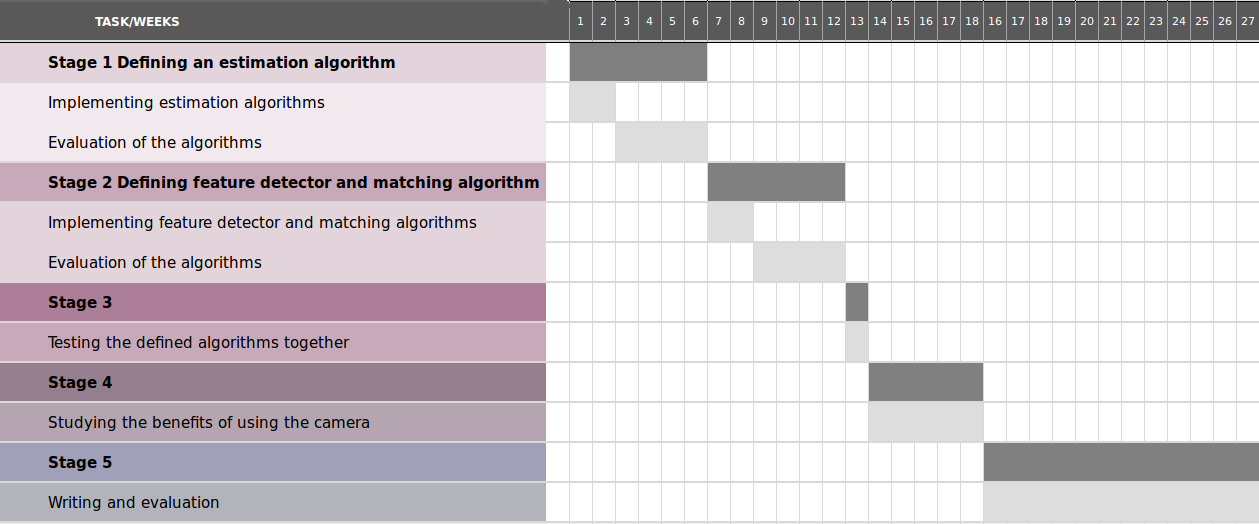 TASK/WEEKS 1 2 3 4 5 6 7 8 9 10 11 12 13 14 15 16 17 18 16 17 18 19 20 21 22 23 24 25 26 27
Stage 1 Defining an estimation algorithm
Implementing estimation algorithms
Evaluation of the algorithms
Stage 2 Defining feature detector and matching algorithm
Implementing feature detector and matching algorithms
Evaluation of the algorithms
Stage 3
Testing the defined algorithms together
Stage 4
Studying the benefits of using the camera
Stage 5
Writing and evaluation